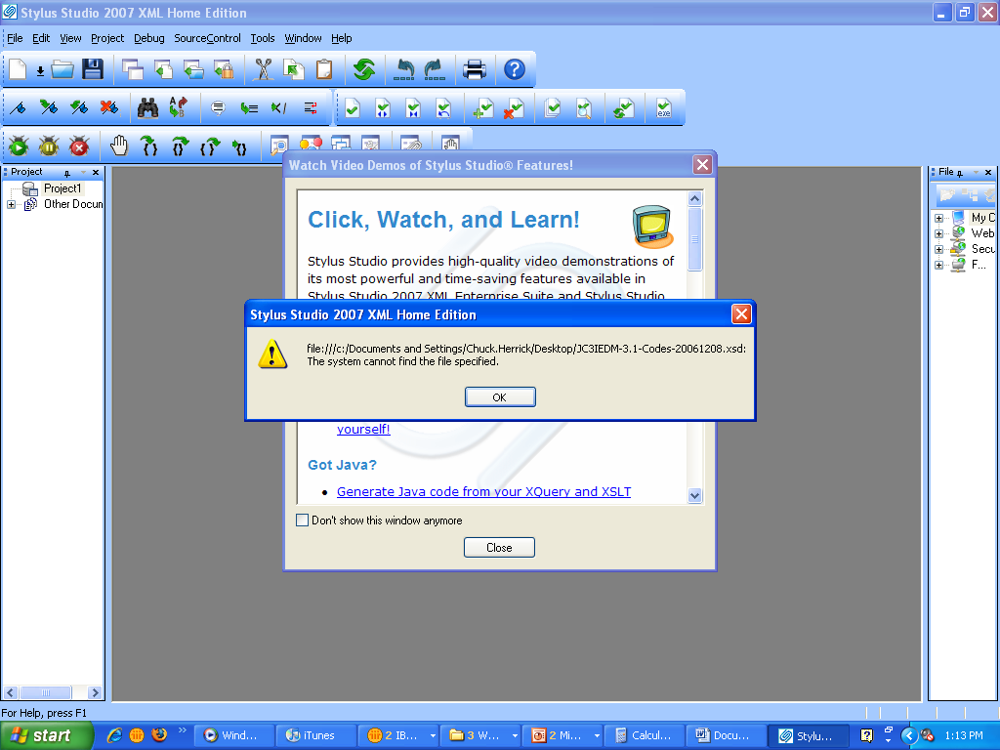 Stylus Studio 2007 XML Home Edition
File Edit View Project Debug SourceControl Tools Window Help
exe
Project
Project1
Other Docun
Watch Video Demos of Stylus Studio® Features!
Click, Watch, and Learn!
Stylus Studio provides high-quality video demonstrations of
its most powerful and time-saving features available in
Stylus Studio 2007 XML Enterprise Suite and Stylus Studio
Stylus Studio 2007 XML Home Edition
file:///c:/Documents and Settings/Chuck.Herrick/Desktop/JC3IEDM-3.1-Codes-20061208.xsd:
The system cannot find the file specified.
OK
yourself!
Got Java?
Generate Java code from your XQuery and XSLT
Don't show this window anymore
Close
File
My C
Web
Secu
F...
For Help, press F1
start
Wind...
iTunes
2 IB...
3 W...
2 Mi...
Calcul...
Docu...
Stylu...
1:13 PM